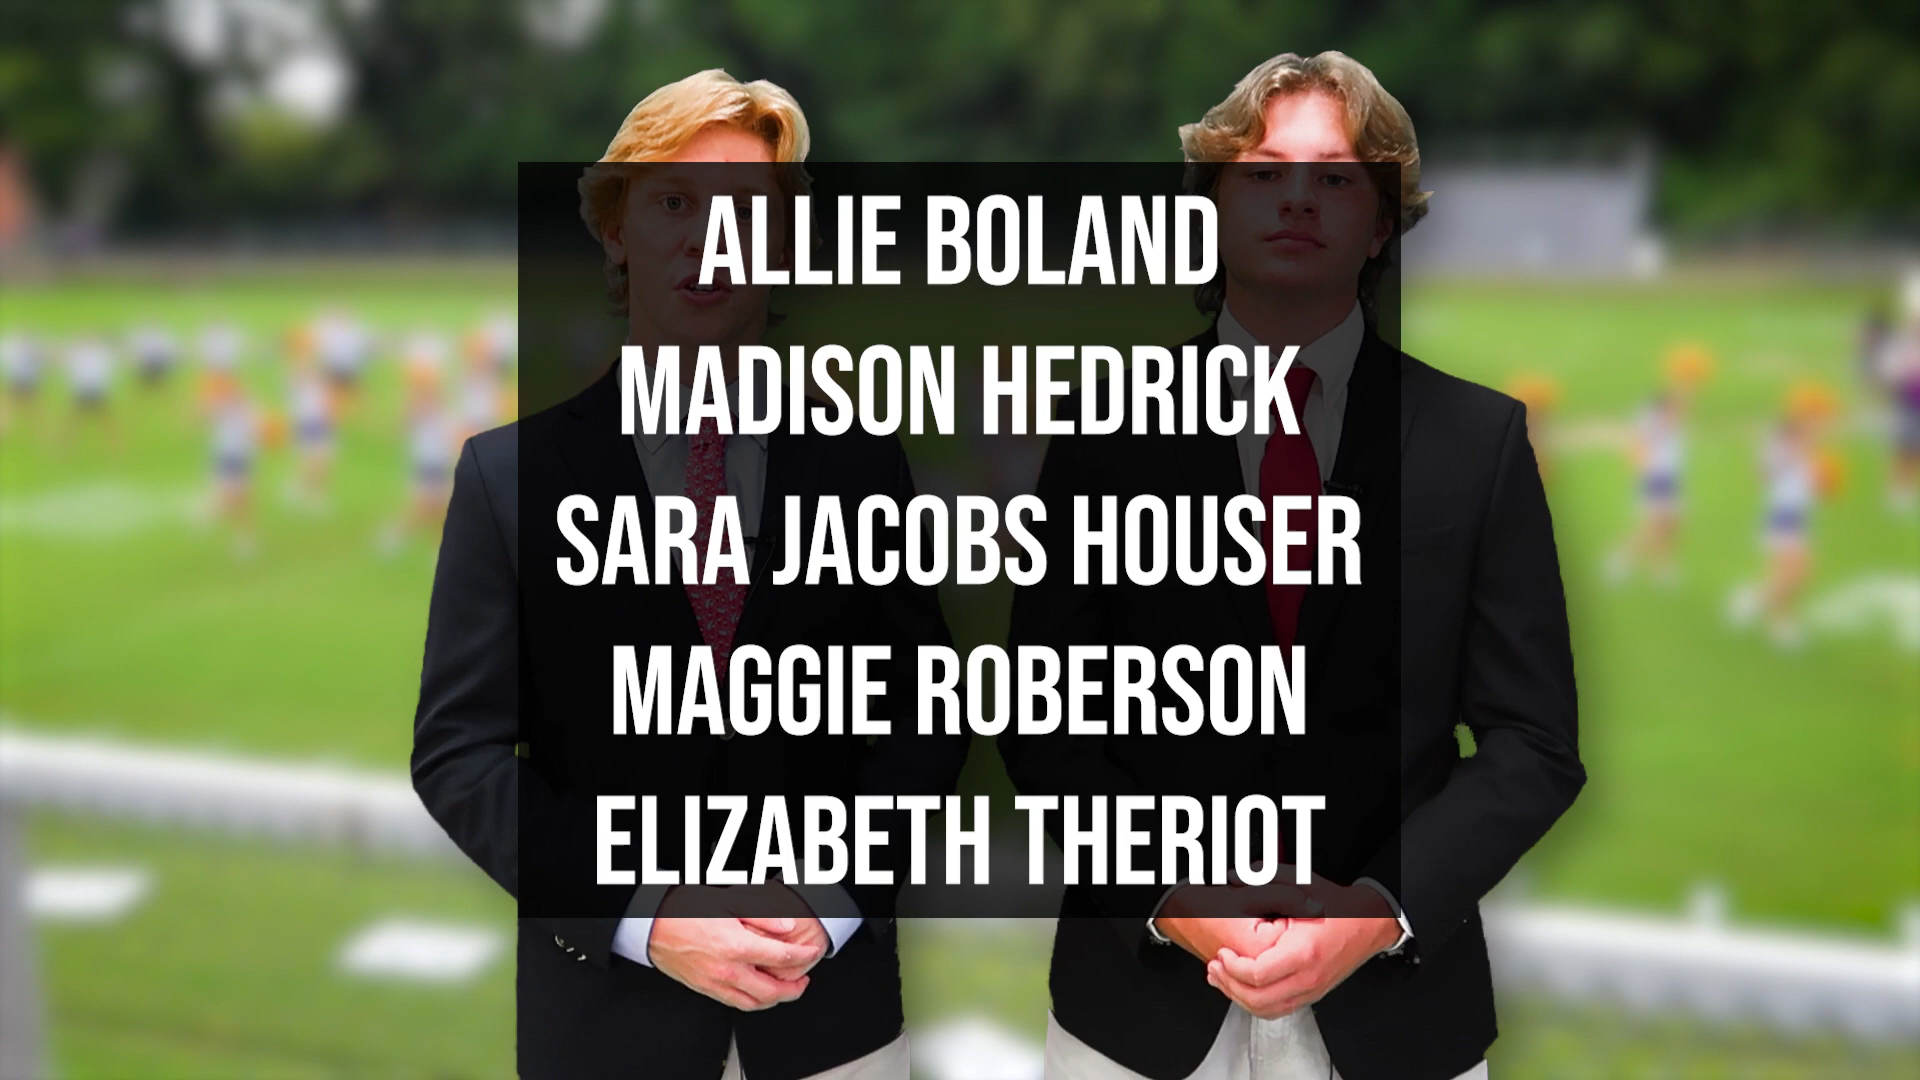 ALLIE BOLAND
MADISON HEDRICK
SARA JACOBS HOUSER
MAGGIE ROBERSON
ELIZABETH THERIOT